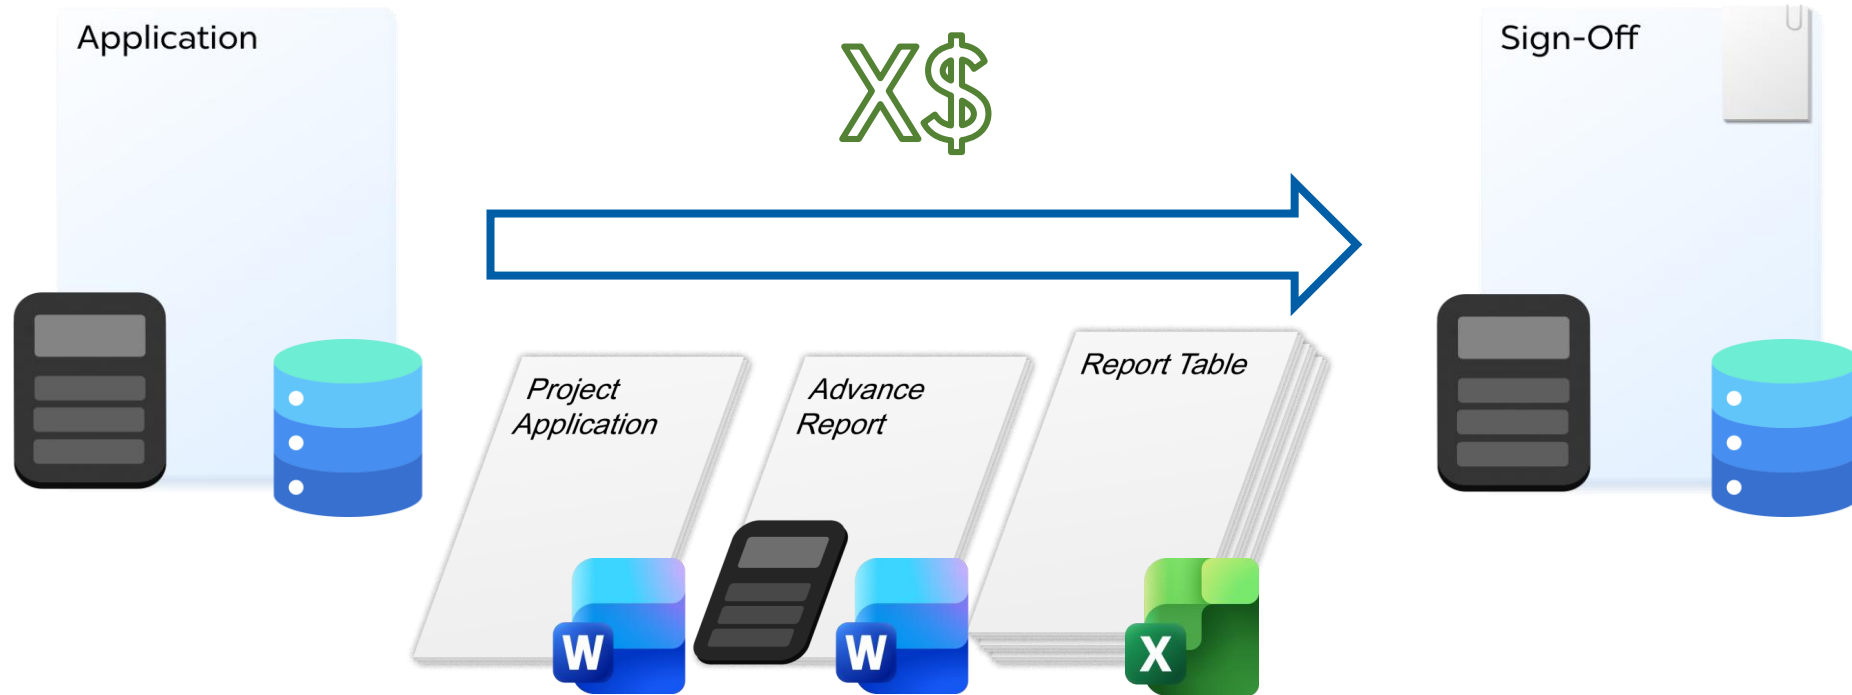 Application
X$
Sign-Off
Project
Application
Advance
Report
Report Table
W
W
X